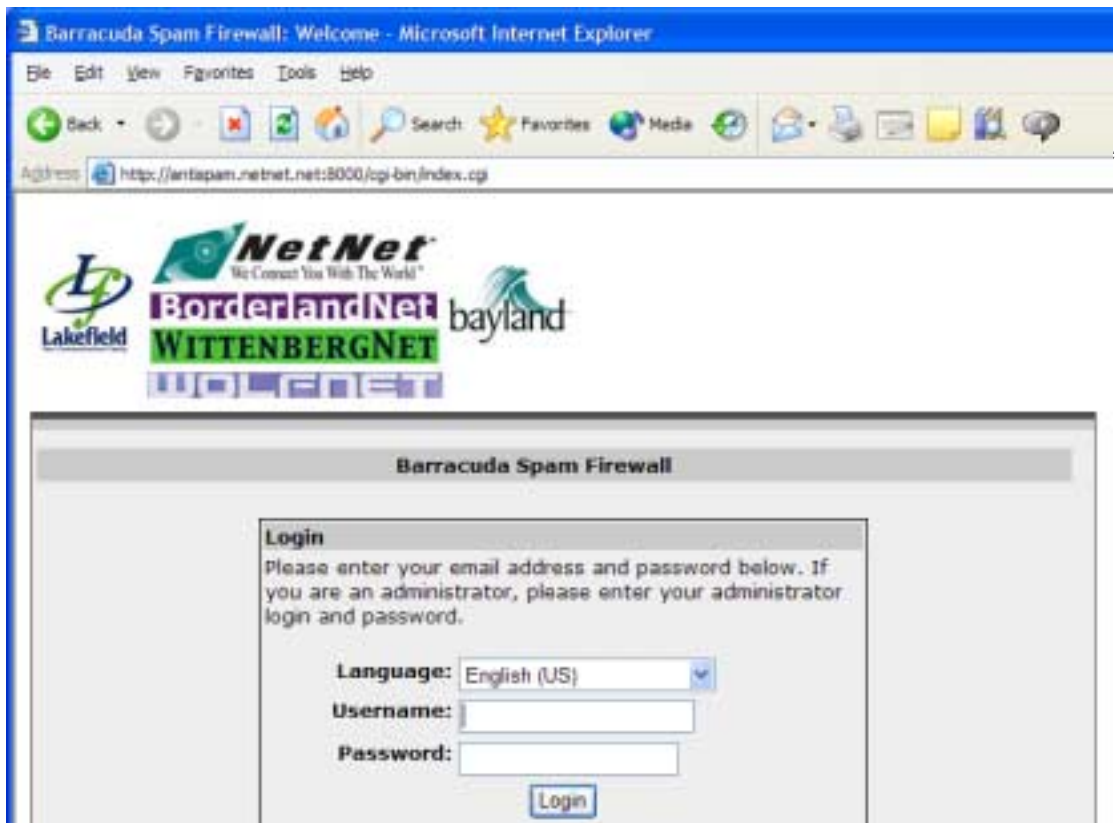 Barracuda Spam Firewall: Welcome - Microsoft Internet Explorer
File Edit View Favorites Tools Help
Back Search Favorites Media
Address http://antispam.netnet.net:8000/cgi-bin/index.cgi
NetNet
We Connect You With The World
Lakefield
BorderlandNet
bayland
WITTENBERGNET
WOLFNET
Barracuda Spam Firewall
Login
Please enter your email address and password below. If
you are an administrator, please enter your administrator
login and password.
Language: English (US)
Username:
Password:
Login